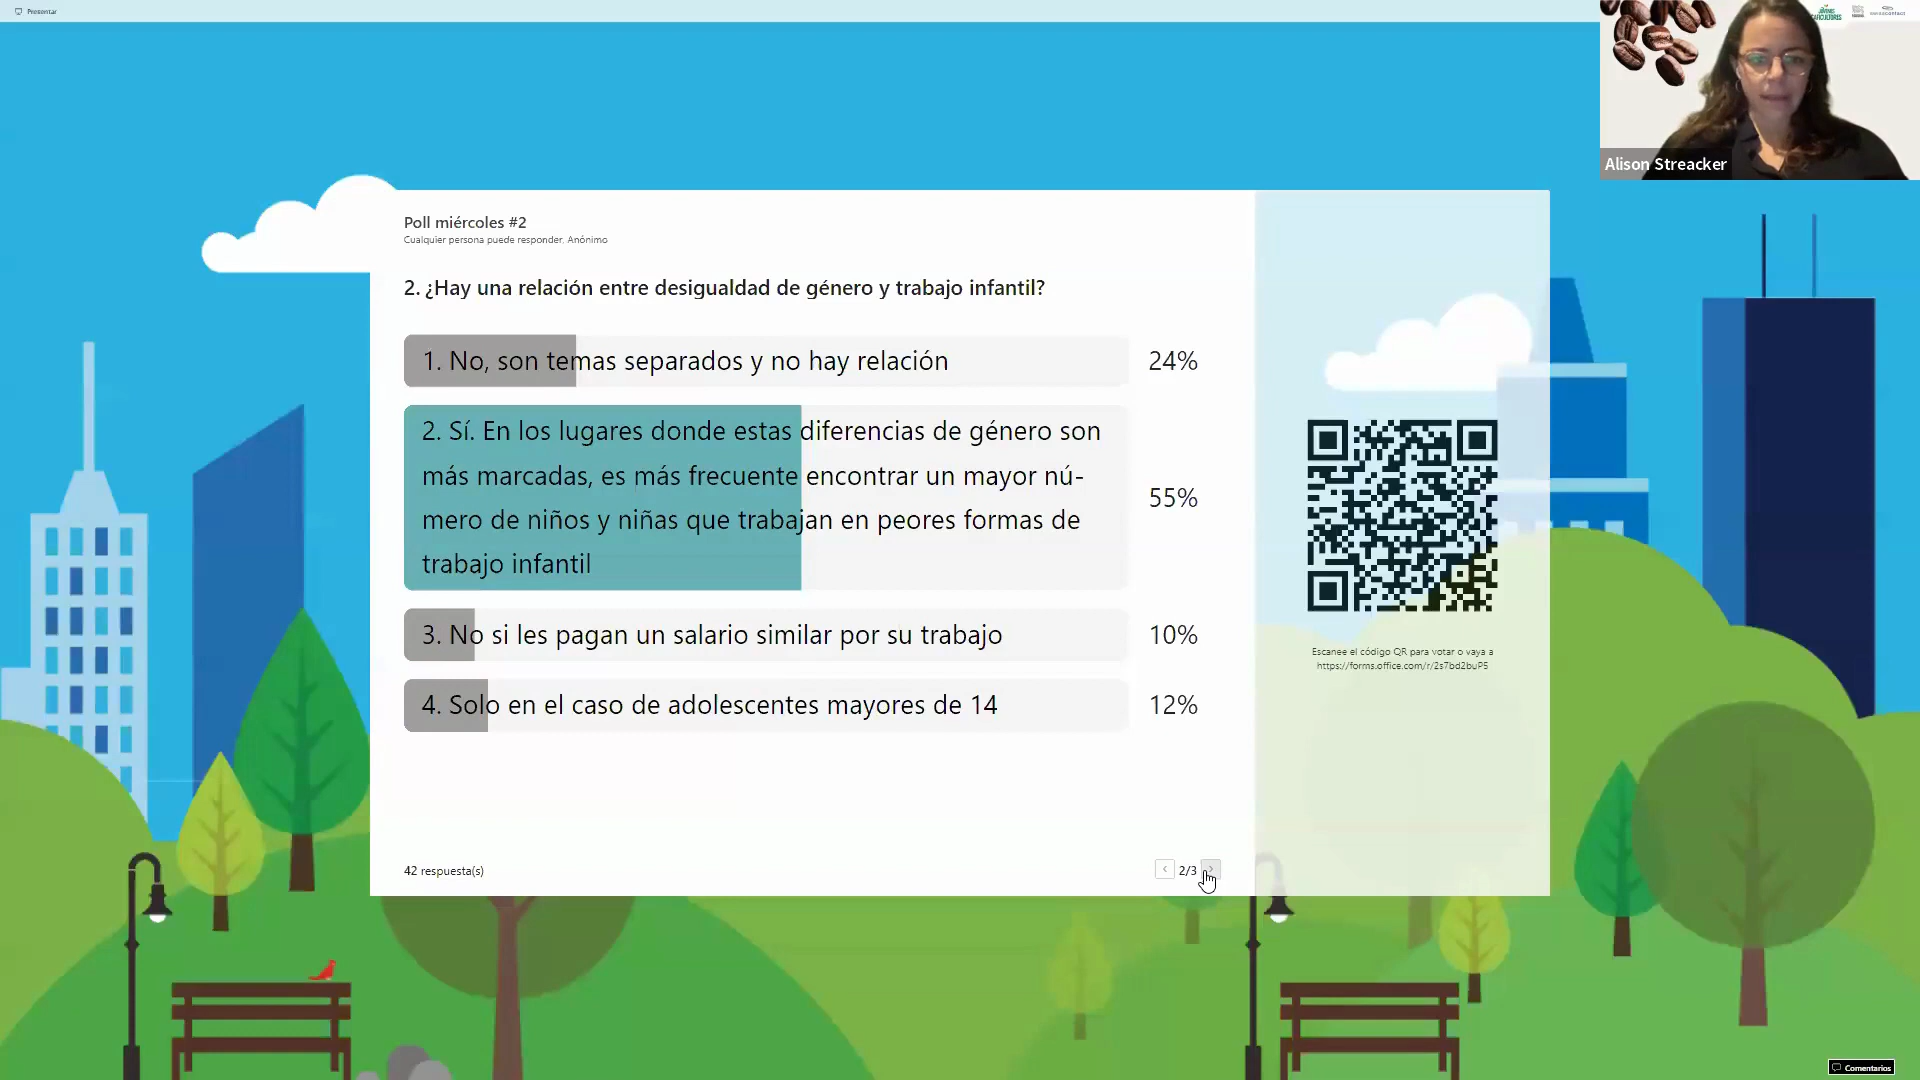 Presentar
Alison Streacker
Poll miércoles #2
Cualquier persona puede responder. Anónimo
2. ¿Hay una relación entre desigualdad de género y trabajo infantil?
1. No, son temas separados y no hay relación
24%
2. Sí. En los lugares donde estas diferencias de género son
más marcadas, es más frecuente encontrar un mayor nú-
mero de niños y niñas que trabajan en peores formas de
trabajo infantil
55%
3. No si les pagan un salario similar por su trabajo
10%
4. Solo en el caso de adolescentes mayores de 14
12%
Escanee el código QR para votar o vaya a
https://forms.office.com/r/2s7bd2buP5
42 respuesta(s)
2/3
Comentarios